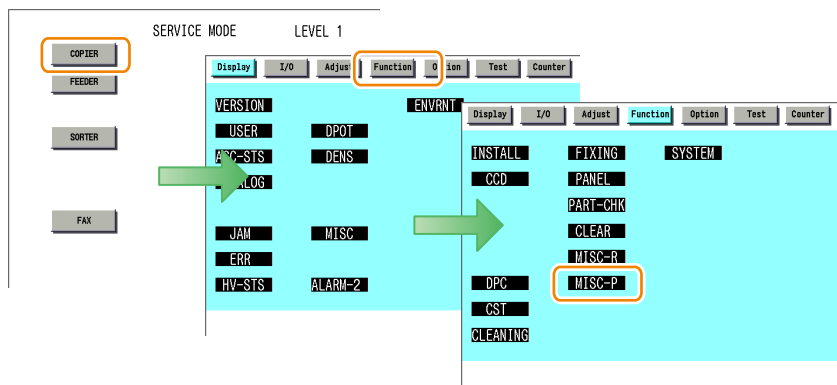 SERVICE MODE LEVEL 1
COPIER
FEEDER
SORTER
FAX
Display I/O Adjust Function Option Test Counter
VERSION ENVRNT
USER DPOT
DENS
JAM MISC
ERR
HV-STS ALARM-2
Display I/O Adjust Function Option Test Counter
INSTALL FIXING SYSTEM
CCD PANEL
PART-CHK
CLEAR
MISC-R
DPC MISC-P
CST
CLEANING